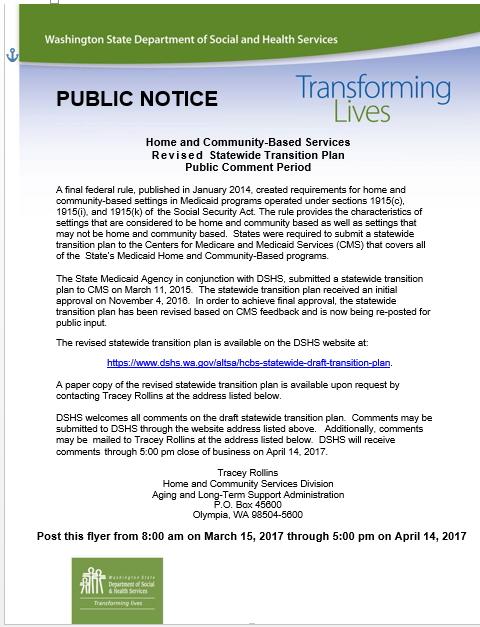 Washington State Department of Social and Health Services
Transforming
Lives
PUBLIC NOTICE
Home and Community-Based Services
Revised Statewide Transition Plan
Public Comment Period
A final federal rule, published in January 2014, created requirements for home and
community-based settings in Medicaid programs operated under sections 1915(c),
1915(i), and 1915(k) of the Social Security Act. The rule provides the characteristics of
settings that are considered to be home and community based as well as settings that
may not be home and community based.  States were required to submit a statewide
transition plan to the Centers for Medicare and Medicaid Services (CMS) that covers all
of the State's Medicaid Home and Community-Based programs.
The State Medicaid Agency in conjunction with DSHS, submitted a statewide transition
plan to CMS on March 11, 2015.  The statewide transition plan received an initial
approval on November 4, 2016.  In order to achieve final approval, the statewide
transition plan has been revised based on CMS feedback and is now being re-posted for
public input.
The revised statewide transition plan is available on the DSHS website at:
https://www.dshs.wa.gov/altsa/hcbs-statewide-draft-transition-plan.
A paper copy of the revised statewide transition plan is available upon request by
contacting Tracey Rollins at the address listed below.
DSHS welcomes all comments on the draft statewide transition plan.  Comments may be
submitted to DSHS through the website address listed above.  Additionally, comments
may be mailed to Tracey Rollins at the address listed below.  DSHS will receive
comments through 5:00 pm close of business on April 14, 2017.
Tracey Rollins
Home and Community Services Division
Aging and Long-Term Support Administration
P.O. Box 45600
Olympia, WA 98504-5600
Post this flyer from 8:00 am on March 15, 2017 through 5:00 pm on April 14, 2017
Washington State
Department of Social
& Health Services
Transforming lives